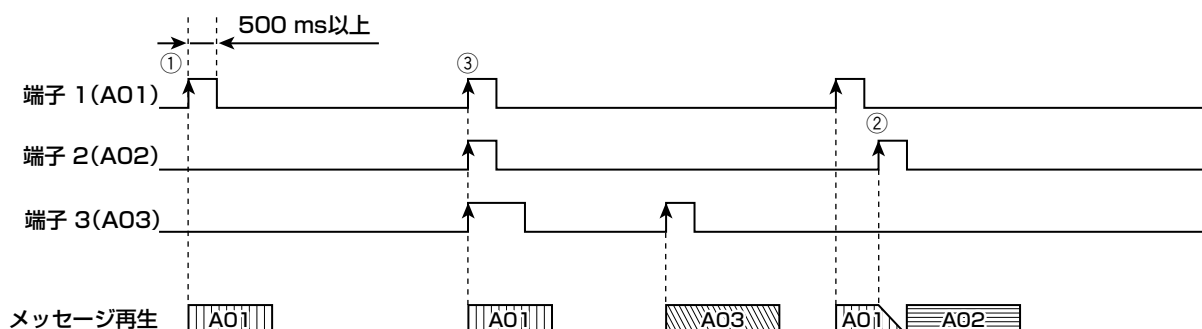 500 ms以上
① ③
端子 1(A01)
②
端子 2(A02)
端子 3(A03)
メッセージ再生 A01 A01 A03 A01 A02